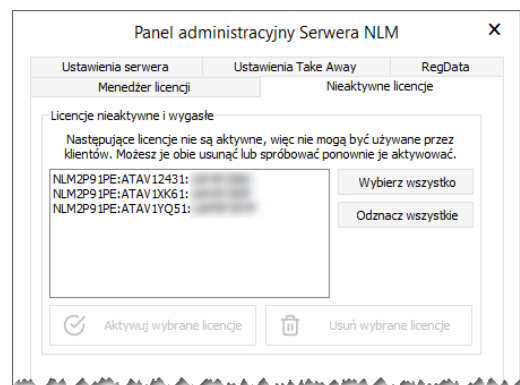 Panel administracyjny Serwera NLM
Ustawienia serwera
Ustawienia Take Away
RegData
Menedżer licencji
Nieaktywne licencje
Licencje nieaktywne i wygasłe
Następujące licencje nie są aktywne, więc nie mogą być używane przez
klientów. Możesz je obie usunąć lub spróbować ponownie je aktywować.
NLM2P91PE:ATAV12431:
NLM2P91PE:ATAV1XK61:
NLM2P91PE:ATAV1YQ51:
Wybierz wszystko
Odznacz wszystkie
Aktywuj wybrane licencje
Usuń wybrane licencje